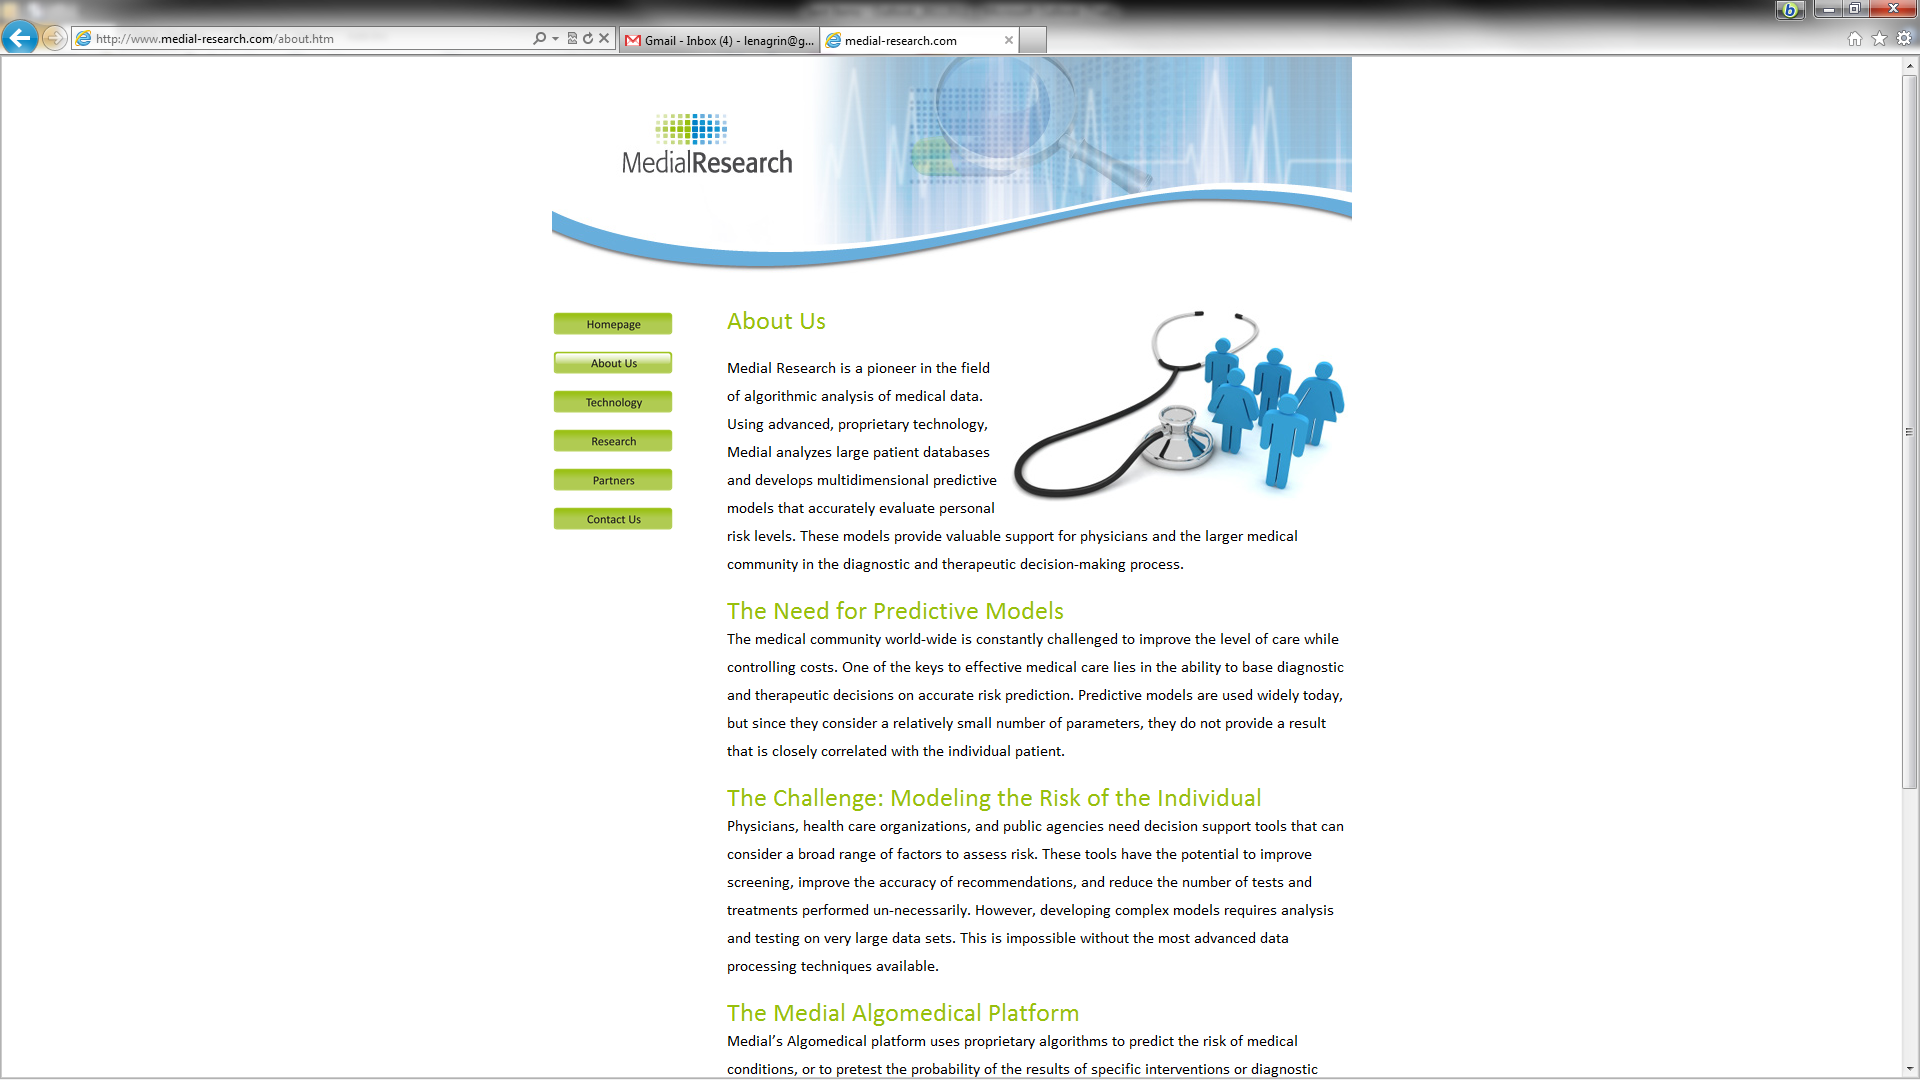 http://www.medial-research.com/about.htm
Gmail - Inbox (4) - lenagrin@g...
medial-research.com
MedialResearch
Homepage
About Us
Technology
Research
Partners
Contact Us
About Us
Medial Research is a pioneer in the field
of algorithmic analysis of medical data.
Using advanced, proprietary technology,
Medial analyzes large patient databases
and develops multidimensional predictive
models that accurately evaluate personal
risk levels. These models provide valuable support for physicians and the larger medical
community in the diagnostic and therapeutic decision-making process.
The Need for Predictive Models
The medical community world-wide is constantly challenged to improve the level of care while
controlling costs. One of the keys to effective medical care lies in the ability to base diagnostic
and therapeutic decisions on accurate risk prediction. Predictive models are used widely today,
but since they consider a relatively small number of parameters, they do not provide a result
that is closely correlated with the individual patient.
The Challenge: Modeling the Risk of the Individual
Physicians, health care organizations, and public agencies need decision support tools that can
consider a broad range of factors to assess risk. These tools have the potential to improve
screening, improve the accuracy of recommendations, and reduce the number of tests and
treatments performed un-necessarily. However, developing complex models requires analysis
and testing on very large data sets. This is impossible without the most advanced data
processing techniques available.
The Medial Algomedical Platform
Medial’s Algomedical platform uses proprietary algorithms to predict the risk of medical
conditions, or to pretest the probability of the results of specific interventions or diagnostic